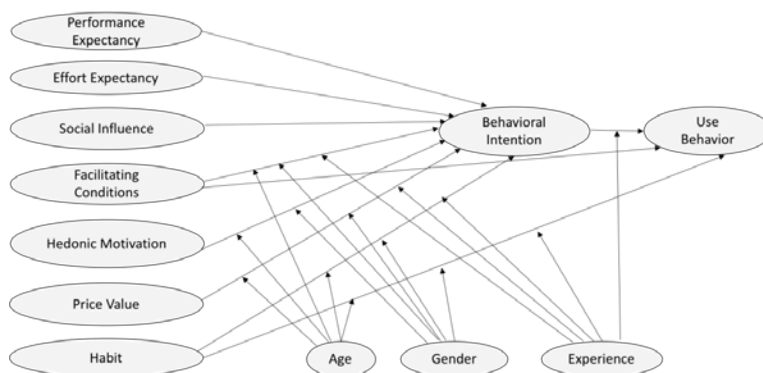 Performance
Expectancy
Effort Expectancy
Social Influence
Facilitating
Conditions
Hedonic Motivation
Price Value
Habit
Behavioral
Intention
Use
Behavior
Age
Gender
Experience